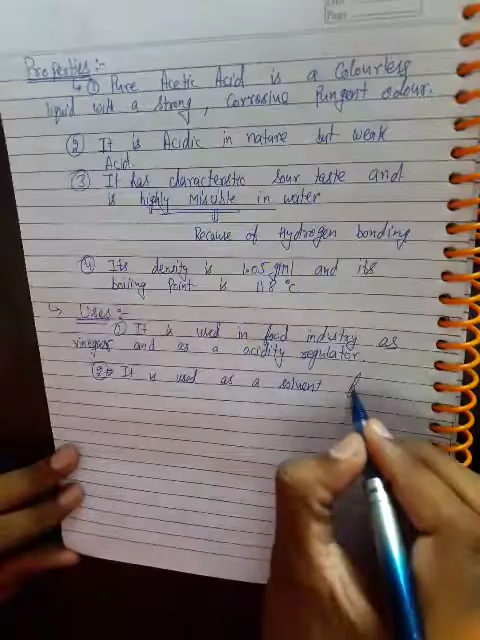 Page
Properties:-
↳ ① Pure Acetic Acid is a Colourless
liquid with a strong, Corrosive Pungent odour.
② It is Acidic in nature but weak
Acid.
③ It has characterstic sour taste and
is highly miscible in water
⇓
Because of Hydrogen bonding
④ Its density is 1.05 g/ml and its
boiling Point is 118 °C
↳ Uses:-
① It is used in food industry as
vinegar and as a acidity regulator.
② It is used as a solvent